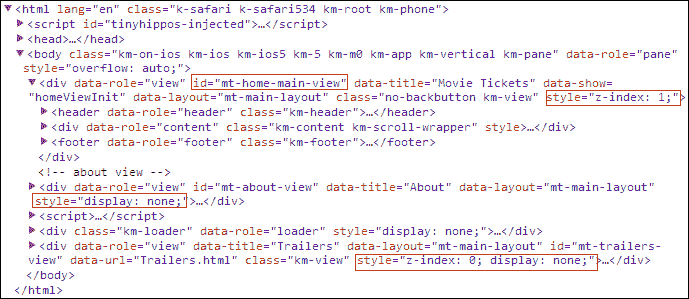 <html lang="en" class="k-safari k-safari534 km-root km-phone">
<script id="tinyhippos-injected">…</script>
<head>…</head>
<body class="km-on-ios km-ios km-ios5 km-5 km-m0 km-app km-vertical km-pane" data-role="pane"
style="overflow: auto;">
<div data-role="view" id="mt-home-main-view" data-title="Movie Tickets" data-show=
"homeViewInit" data-layout="mt-main-layout" class="no-backbutton km-view" style="z-index: 1;">
<header data-role="header" class="km-header">…</header>
<div data-role="content" class="km-content km-scroll-wrapper" style>…</div>
<footer data-role="footer" class="km-footer">…</footer>
</div>
<!-- about view -->
<div data-role="view" id="mt-about-view" data-title="About" data-layout="mt-main-layout"
style="display: none;">…</div>
<script>…</script>
<div class="km-loader" data-role="loader" style="display: none;">…</div>
<div data-role="view" data-title="Trailers" data-layout="mt-main-layout" id="mt-trailers-
view" data-url="Trailers.html" class="km-view" style="z-index: 0; display: none;">…</div>
</body>
</html>